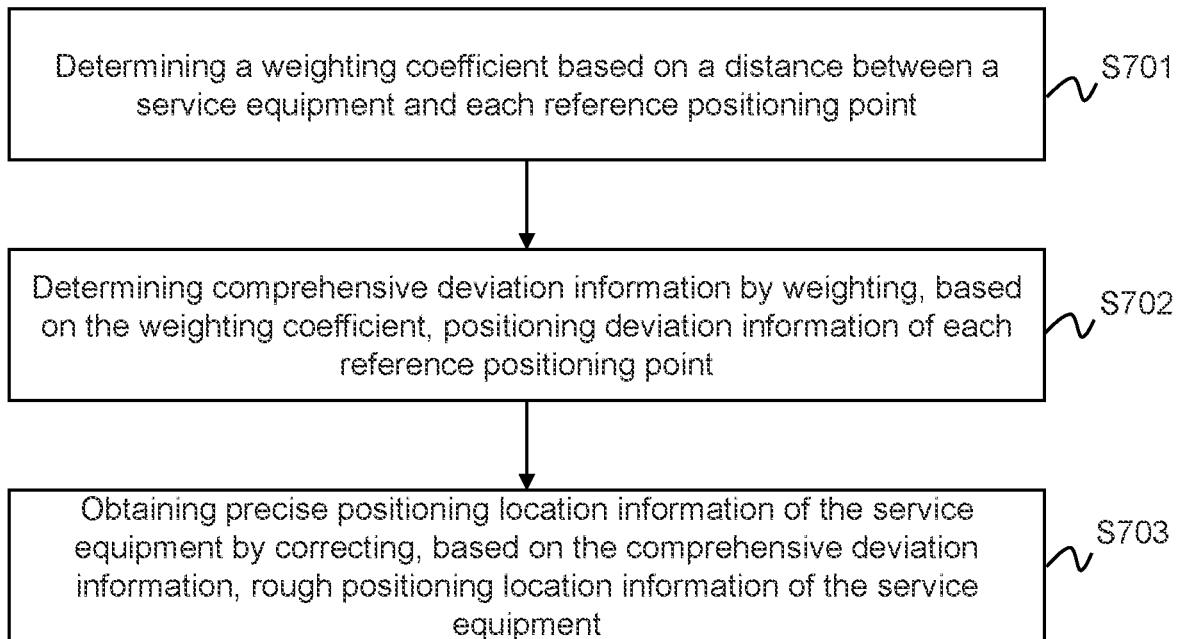 Determining a weighting coefficient based on a distance between a
service equipment and each reference positioning point
S701
Determining comprehensive deviation information by weighting, based
on the weighting coefficient, positioning deviation information of each
reference positioning point
S702
Obtaining precise positioning location information of the service
equipment by correcting, based on the comprehensive deviation
information, rough positioning location information of the service
equipment
S703